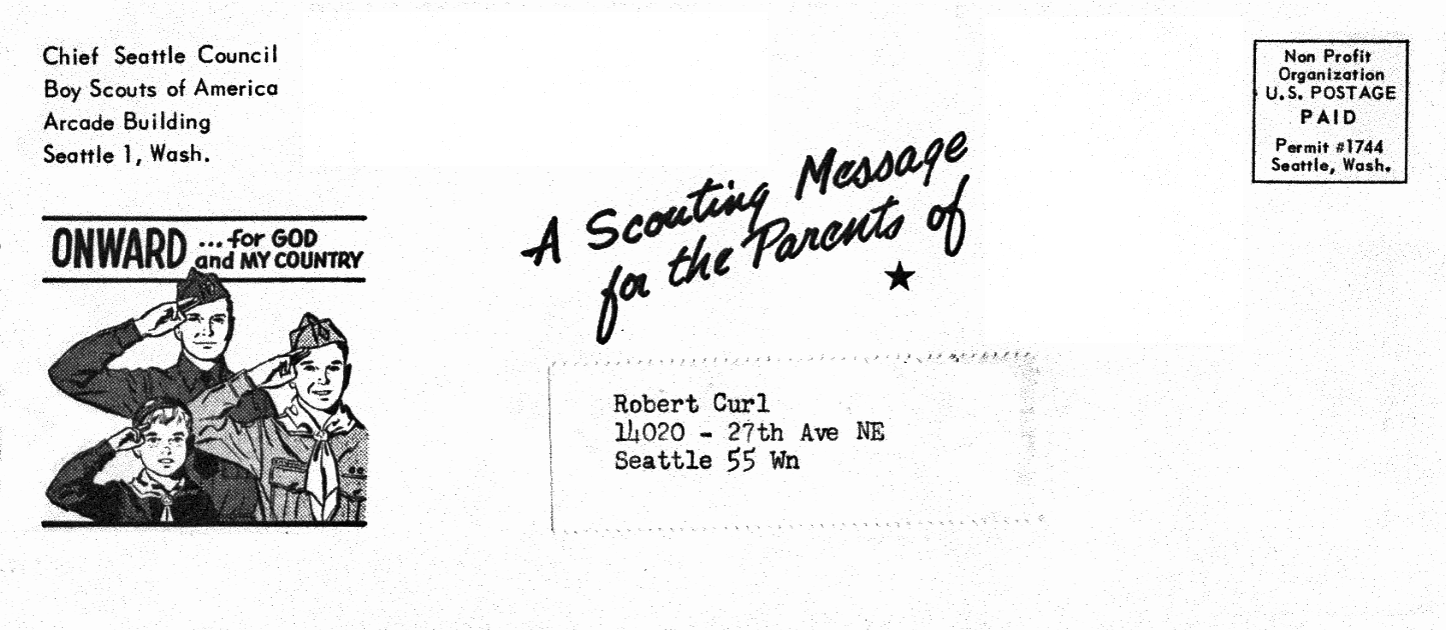 Chief Seattle Council
Boy Scouts of America
Arcade Building
Seattle 1, Wash.
Non Profit
Organization
U.S. POSTAGE
PAID
Permit #1744
Seattle, Wash.
A Scouting Message
for the Parents of
ONWARD ...for GOD
and MY COUNTRY
Robert Curl
14020 - 27th Ave NE
Seattle 55 Wn